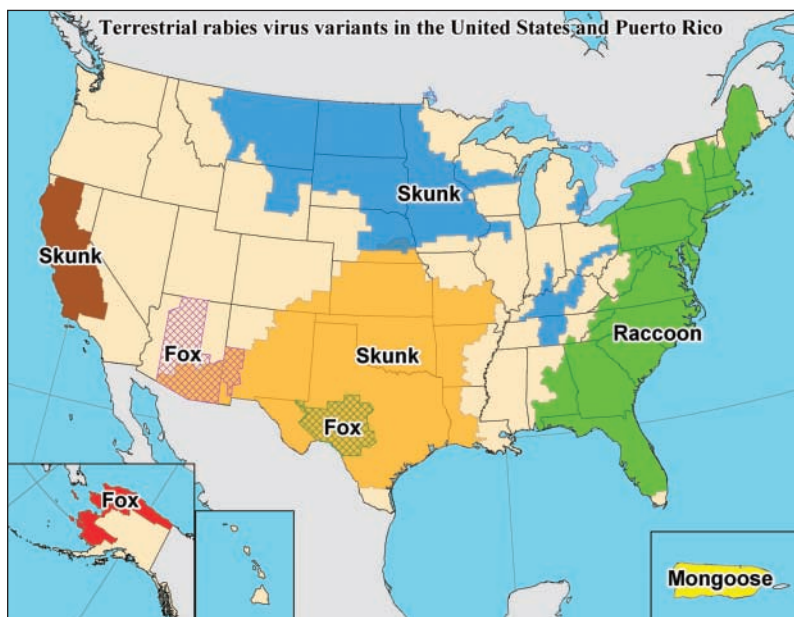 Terrestrial rabies virus variants in the United States and Puerto Rico
Skunk
Skunk
Raccoon
Fox
Skunk
Fox
Fox
Mongoose